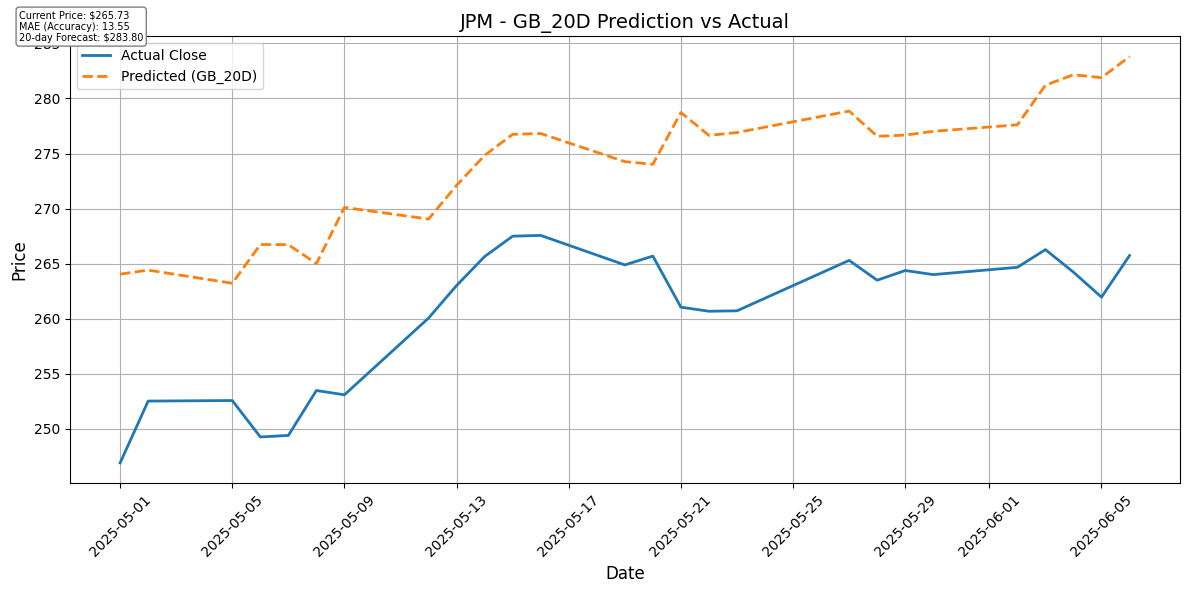 JPM - GB_20D Prediction vs Actual
Current Price: $265.73
MAE (Accuracy): 13.55
20-day Forecast: $283.80
Actual Close
Predicted (GB_20D)
Price
285
280
275
270
265
260
255
250
2025-05-01
2025-05-05
2025-05-09
2025-05-13
2025-05-17
2025-05-21
2025-05-25
2025-05-29
2025-06-01
2025-06-05
Date